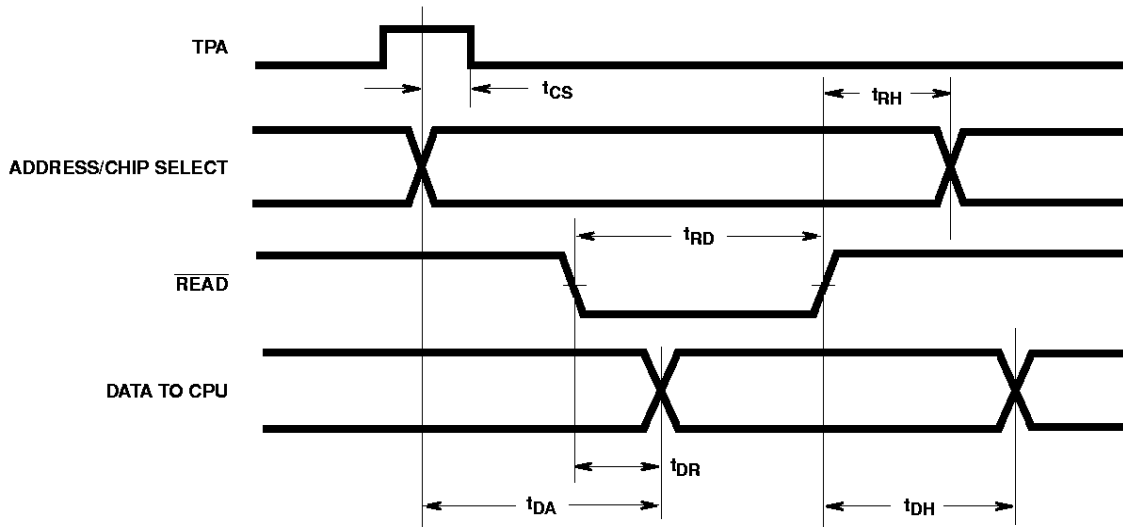 TPA
tCS
tRH
ADDRESS/CHIP SELECT
tRD
READ
DATA TO CPU
tDR
tDA
tDH